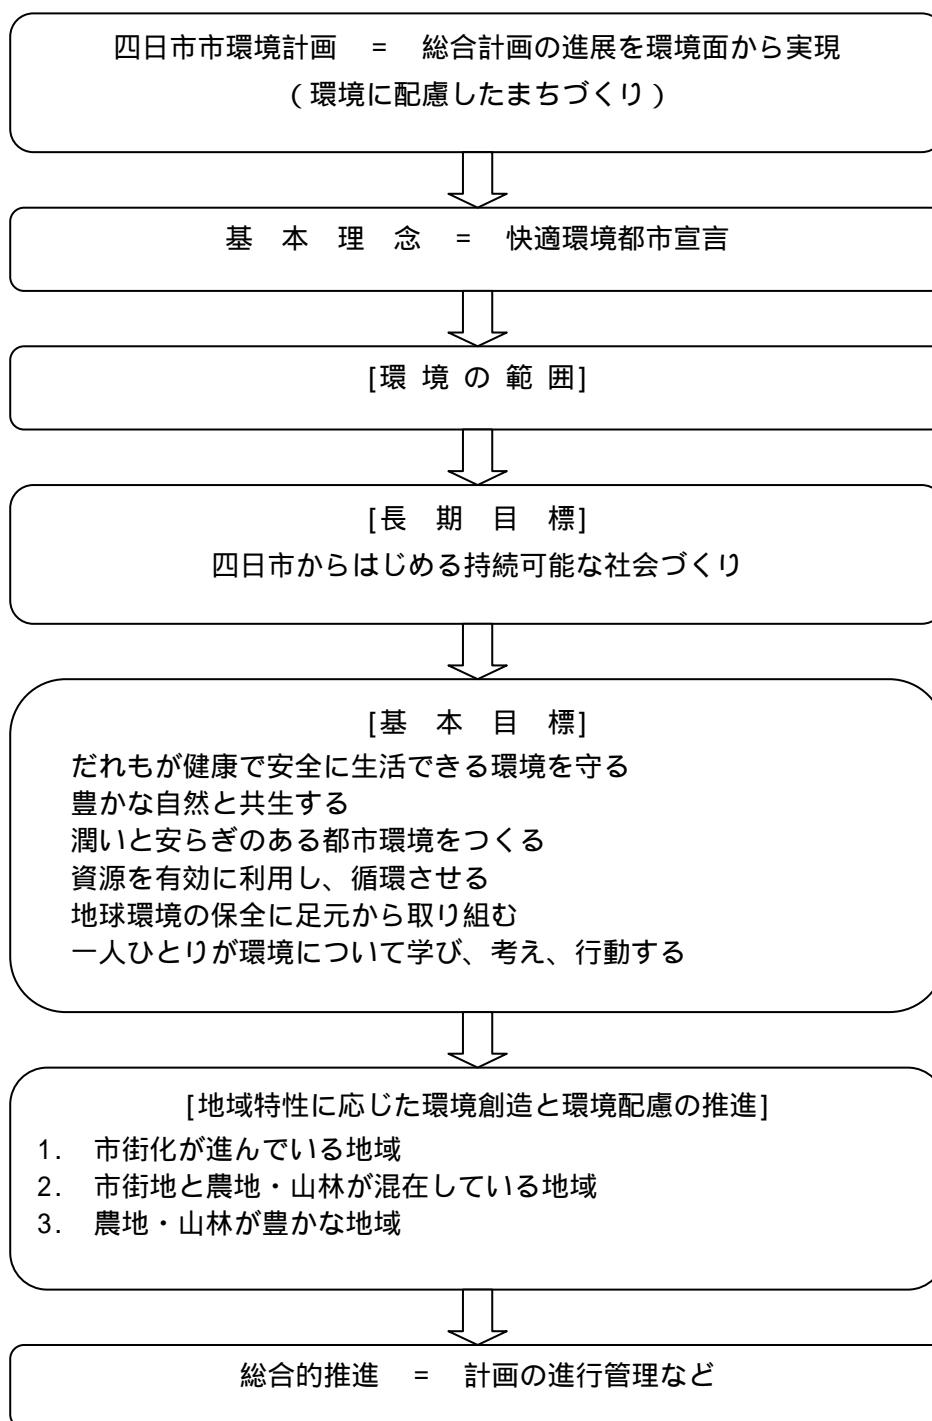 四日市市環境計画 = 総合計画の進展を環境面から実現
(環境に配慮したまちづくり)
基 本 理 念 = 快適環境都市宣言
[環 境 の 範 囲]
[長 期 目 標]
四日市からはじめる持続可能な社会づくり
[基 本 目 標]
だれもが健康で安全に生活できる環境を守る
豊かな自然と共生する
潤いと安らぎのある都市環境をつくる
資源を有効に利用し、循環させる
地球環境の保全に足元から取り組む
一人ひとりが環境について学び、考え、行動する
[地域特性に応じた環境創造と環境配慮の推進]
1. 市街化が進んでいる地域
2. 市街地と農地・山林が混在している地域
3. 農地・山林が豊かな地域
総合的推進 = 計画の進行管理など